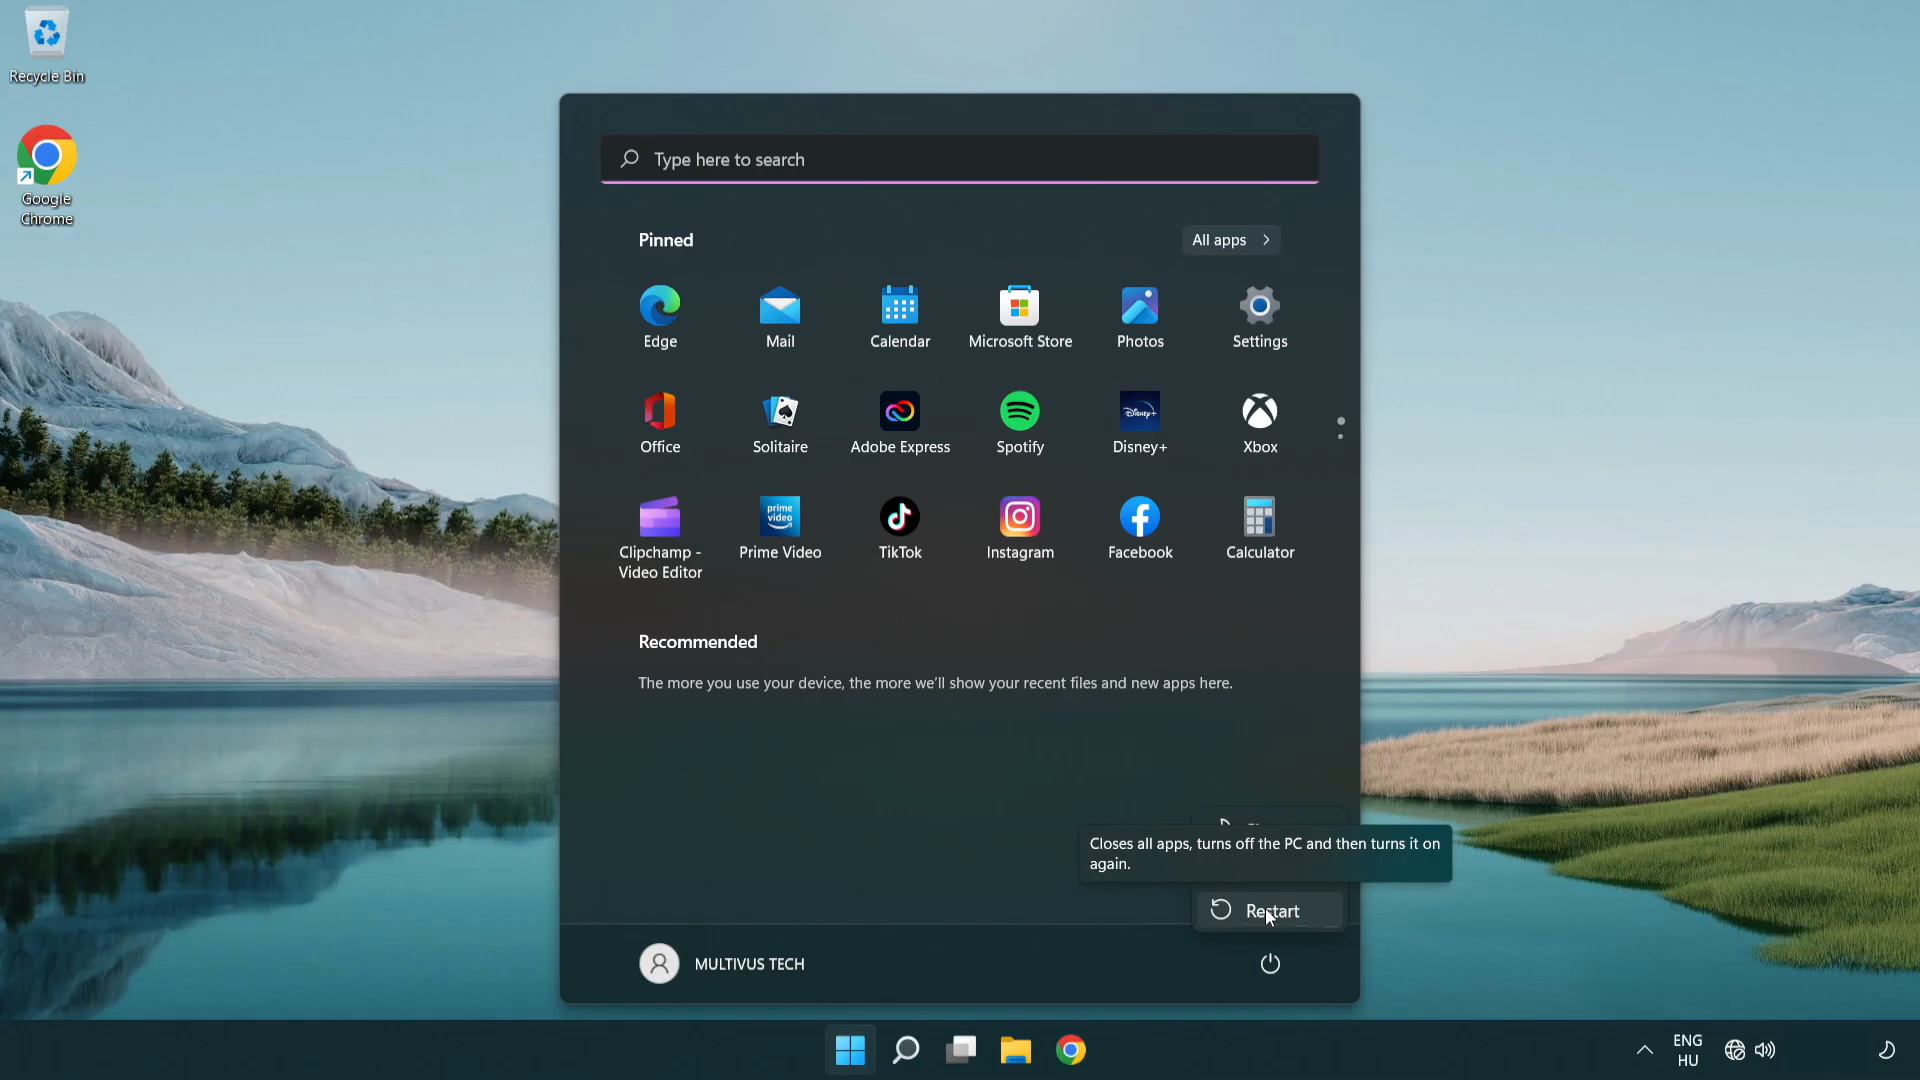 Recycle Bin
Google
Chrome
Type here to search
Pinned
All apps
Edge
Mail
Calendar
Microsoft Store
Photos
Settings
Office
Solitaire
Adobe Express
Spotify
Disney+
Disney+
Xbox
prime
video
Clipchamp -
Video Editor
Prime Video
TikTok
Instagram
Facebook
Calculator
Recommended
The more you use your device, the more we'll show your recent files and new apps here.
Closes all apps, turns off the PC and then turns it on
again.
Restart
MULTIVUS TECH
ENG
HU